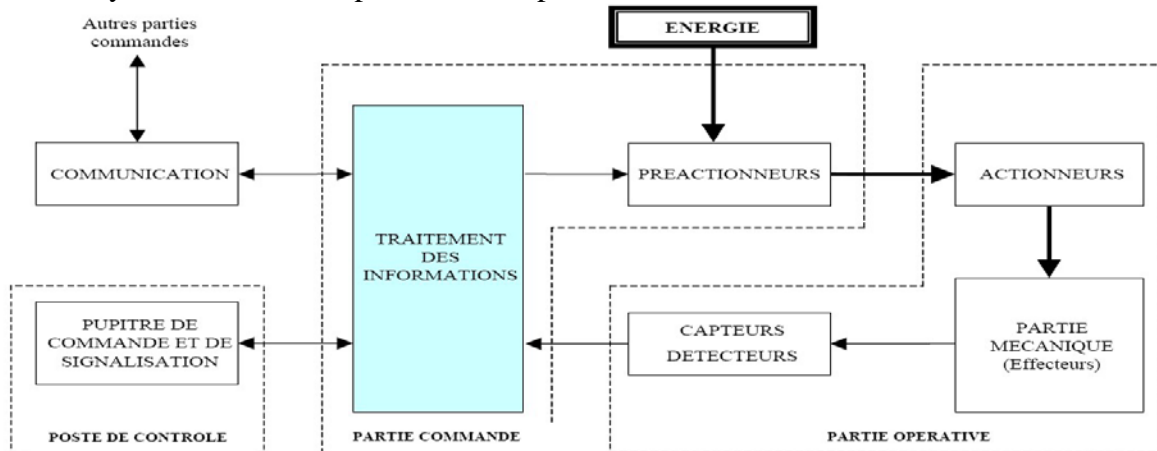 Autres parties
commandes
ENERGIE
COMMUNICATION
PREACTIONNEURS
ACTIONNEURS
TRAITEMENT
DES
INFORMATIONS
PUPITRE DE
COMMANDE ET DE
SIGNALISATION
CAPTEURS
DETECTEURS
PARTIE
MECANIQUE
(Effecteurs)
POSTE DE CONTROLE
PARTIE COMMANDE
PARTIE OPERATIVE